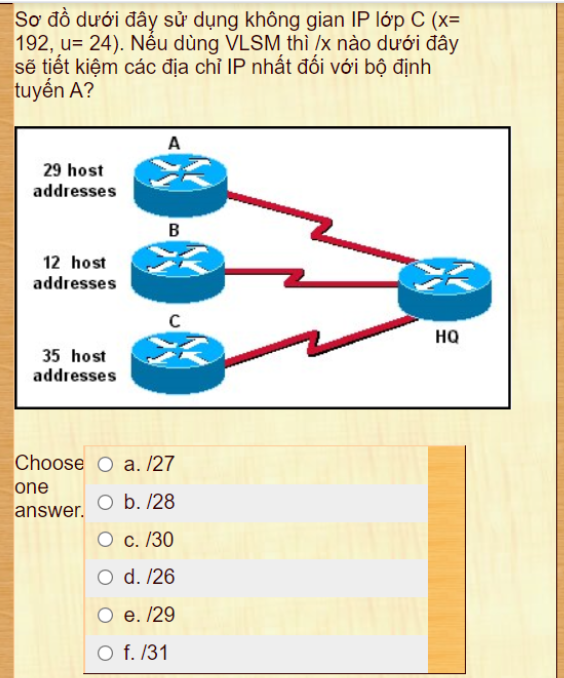 Sơ đồ dưới đây sử dụng không gian IP lớp C (x=
192, u= 24). Nếu dùng VLSM thì /x nào dưới đây
sẽ tiết kiệm các địa chỉ IP nhất đối với bộ định
tuyến A?
A
29 host
addresses
B
12 host
addresses
C
35 host
addresses
HQ
Choose
one
answer.
a. /27
b. /28
c. /30
d. /26
e. /29
f. /31